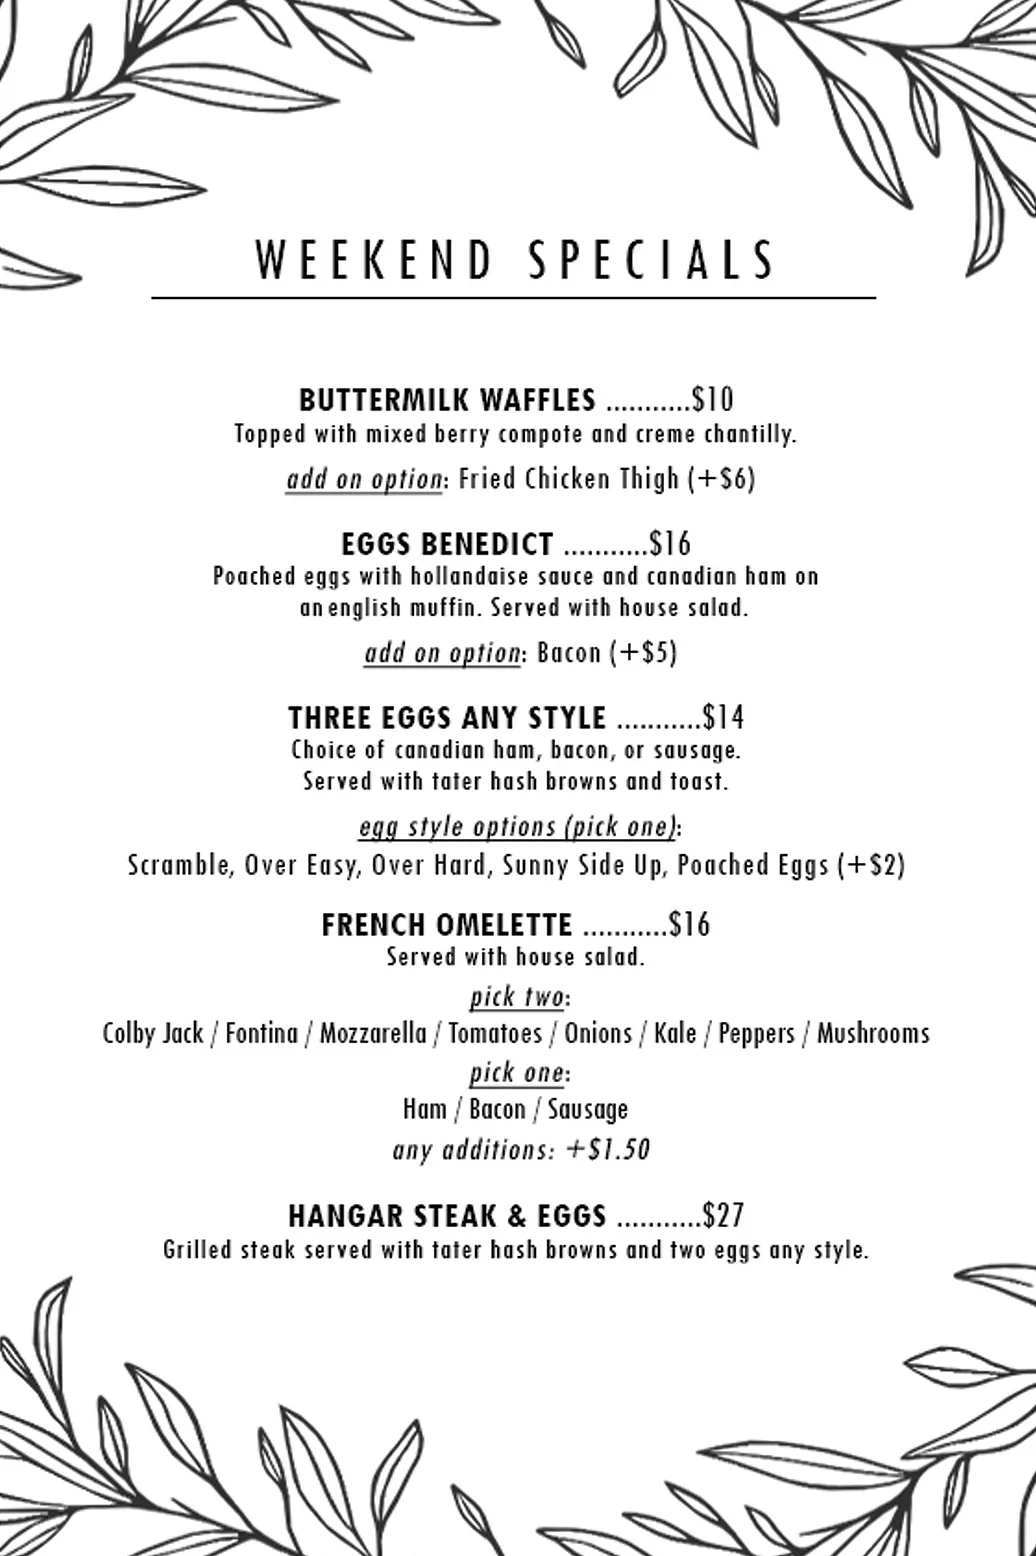 WEEKEND SPECIALS
BUTTERMILK WAFFLES ...........$10
Topped with mixed berry compote and creme chantilly.
add on option: Fried Chicken Thigh (+$6)
EGGS BENEDICT ...........$16
Poached eggs with hollandaise sauce and canadian ham on
an english muffin. Served with house salad.
add on option: Bacon (+$5)
THREE EGGS ANY STYLE ...........$14
Choice of canadian ham, bacon, or sausage.
Served with tater hash browns and toast.
egg style options (pick one):
Scramble, Over Easy, Over Hard, Sunny Side Up, Poached Eggs (+$2)
FRENCH OMELETTE ...........$16
Served with house salad.
pick two:
Colby Jack / Fontina / Mozzarella / Tomatoes / Onions / Kale / Peppers / Mushrooms
pick one:
Ham / Bacon / Sausage
any additions: +$1.50
HANGAR STEAK & EGGS ...........$27
Grilled steak served with tater hash browns and two eggs any style.